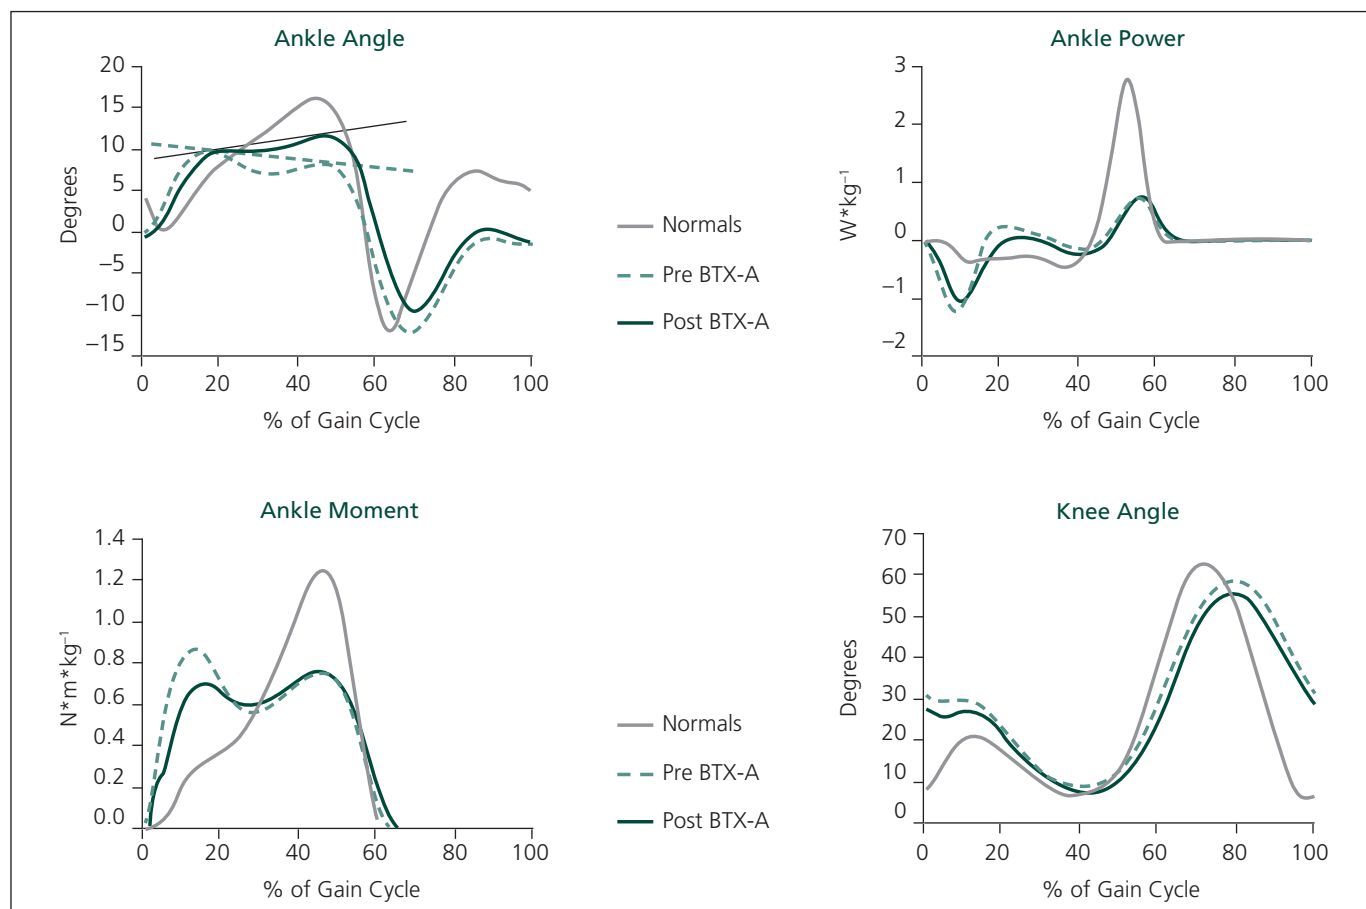 Ankle Angle
20
15
10
5
0
−5
−10
−15
Degrees
0 20 40 60 80 100
% of Gain Cycle
Normals
Pre BTX-A
Post BTX-A
Ankle Power
3
2
1
0
−1
−2
W*kg⁻¹
0 20 40 60 80 100
% of Gain Cycle
Ankle Moment
1.4
1.2
1.0
0.8
0.6
0.4
0.2
0.0
N*m*kg⁻¹
0 20 40 60 80 100
% of Gain Cycle
Normals
Pre BTX-A
Post BTX-A
Knee Angle
70
60
50
40
30
20
10
0
Degrees
0 20 40 60 80 100
% of Gain Cycle